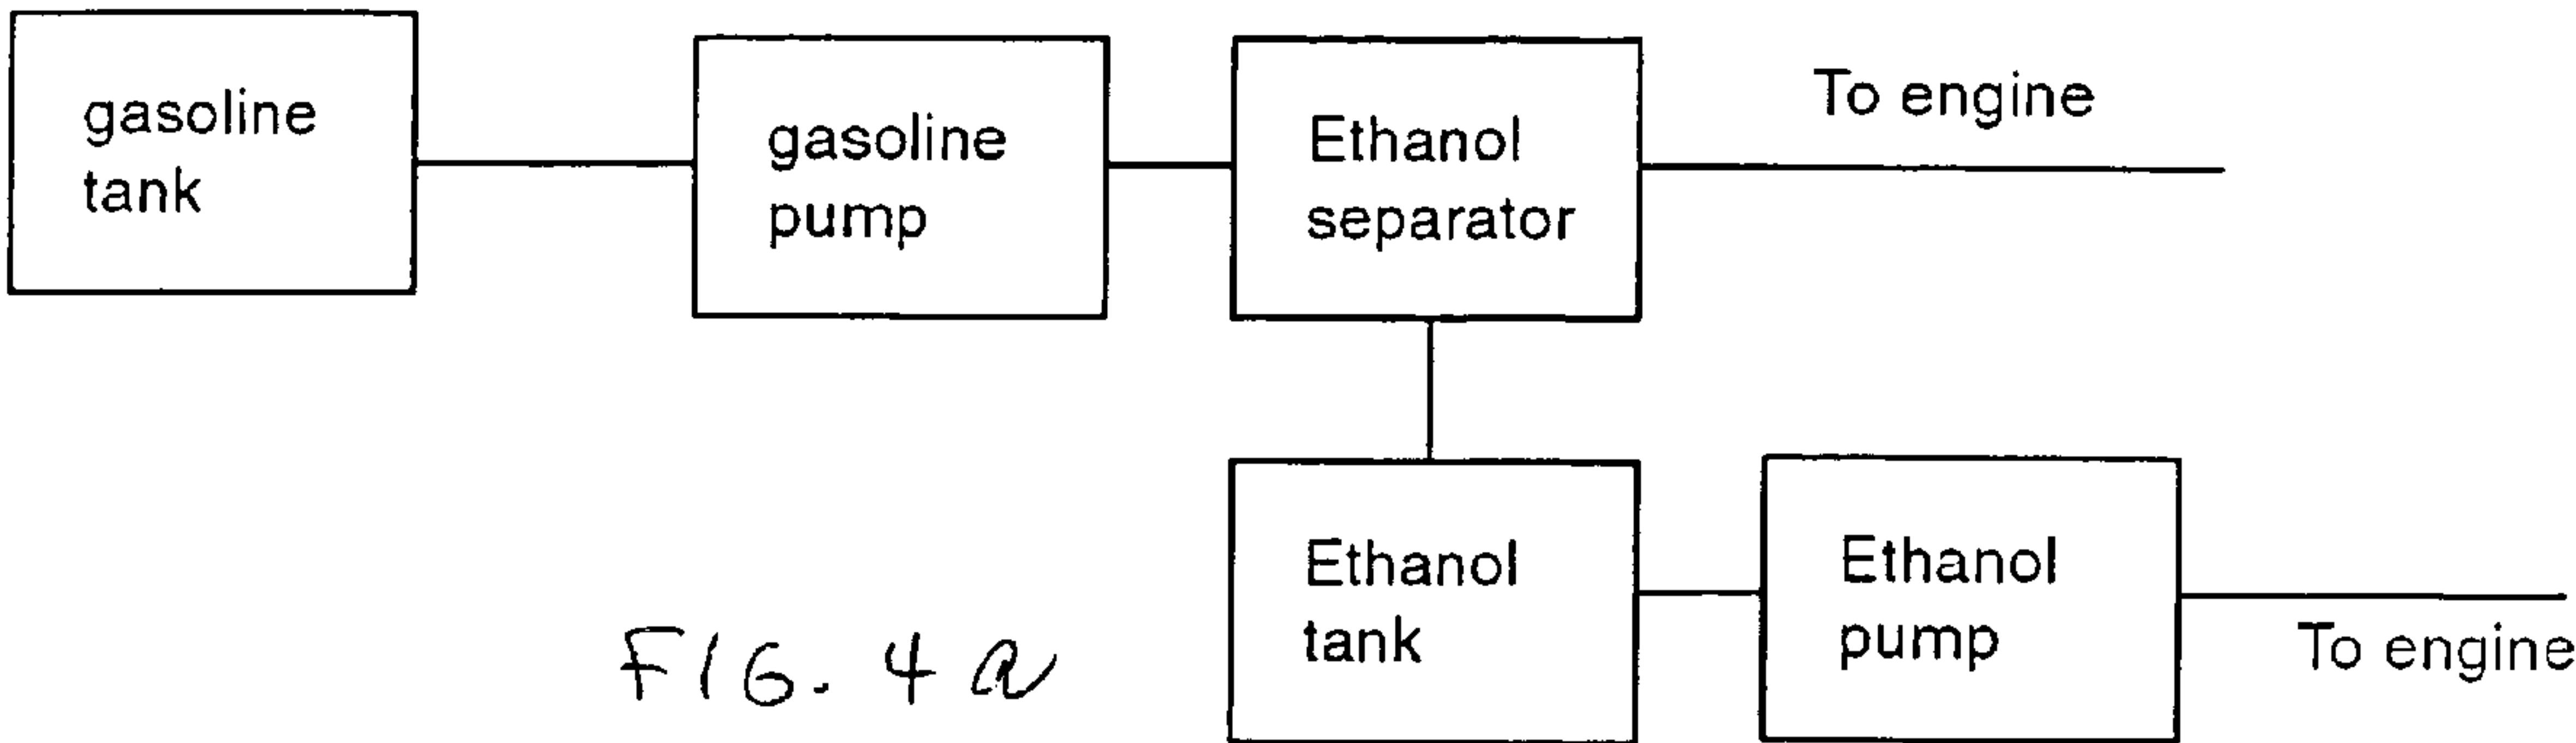 gasoline
tank
gasoline
pump
Ethanol
separator
To engine
Ethanol
tank
Ethanol
pump
To engine
FIG. 4a